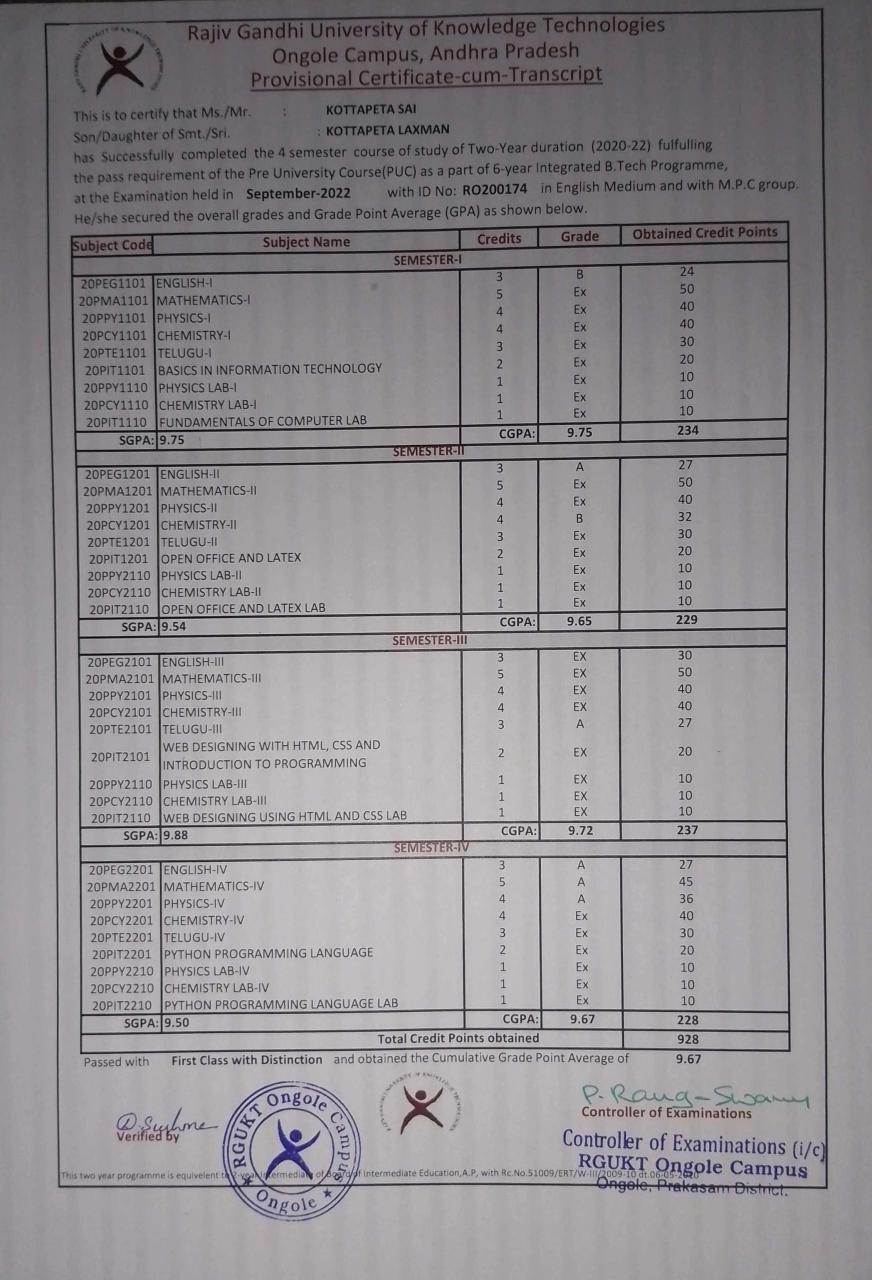 Rajiv Gandhi University of Knowledge Technologies
Ongole Campus, Andhra Pradesh
Provisional Certificate-cum-Transcript
This is to certify that Ms./Mr. : KOTTAPETA SAI
Son/Daughter of Smt./Sri. : KOTTAPETA LAXMAN
has Successfully completed the 4 semester course of study of Two-Year duration (2020-22) fulfulling
the pass requirement of the Pre University Course(PUC) as a part of 6-year Integrated B.Tech Programme,
at the Examination held in September-2022 with ID No: RO200174 in English Medium and with M.P.C group.
He/she secured the overall grades and Grade Point Average (GPA) as shown below.
Subject Code Subject Name Credits Grade Obtained Credit Points
SEMESTER-I
20PEG1101 ENGLISH-I 3 B 24
20PMA1101 MATHEMATICS-I 5 Ex 50
20PPY1101 PHYSICS-I 4 Ex 40
20PCY1101 CHEMISTRY-I 4 Ex 40
20PTE1101 TELUGU-I 3 Ex 30
20PIT1101 BASICS IN INFORMATION TECHNOLOGY 2 Ex 20
20PPY1110 PHYSICS LAB-I 1 Ex 10
20PCY1110 CHEMISTRY LAB-I 1 Ex 10
20PIT1110 FUNDAMENTALS OF COMPUTER LAB 1 Ex 10
SGPA: 9.75 CGPA: 9.75 234
SEMESTER-II
20PEG1201 ENGLISH-II 3 A 27
20PMA1201 MATHEMATICS-II 5 Ex 50
20PPY1201 PHYSICS-II 4 Ex 40
20PCY1201 CHEMISTRY-II 4 B 32
20PTE1201 TELUGU-II 3 Ex 30
20PIT1201 OPEN OFFICE AND LATEX 2 Ex 20
20PPY2110 PHYSICS LAB-II 1 Ex 10
20PCY2110 CHEMISTRY LAB-II 1 Ex 10
20PIT2110 OPEN OFFICE AND LATEX LAB 1 Ex 10
SGPA: 9.54 CGPA: 9.65 229
SEMESTER-III
20PEG2101 ENGLISH-III 3 EX 30
20PMA2101 MATHEMATICS-III 5 EX 50
20PPY2101 PHYSICS-III 4 EX 40
20PCY2101 CHEMISTRY-III 4 EX 40
20PTE2101 TELUGU-III 3 A 27
20PIT2101 WEB DESIGNING WITH HTML, CSS AND
INTRODUCTION TO PROGRAMMING 2 EX 20
20PPY2110 PHYSICS LAB-III 1 EX 10
20PCY2110 CHEMISTRY LAB-III 1 EX 10
20PIT2110 WEB DESIGNING USING HTML AND CSS LAB 1 EX 10
SGPA: 9.88 CGPA: 9.72 237
SEMESTER-IV
20PEG2201 ENGLISH-IV 3 A 27
20PMA2201 MATHEMATICS-IV 5 A 45
20PPY2201 PHYSICS-IV 4 A 36
20PCY2201 CHEMISTRY-IV 4 Ex 40
20PTE2201 TELUGU-IV 3 Ex 30
20PIT2201 PYTHON PROGRAMMING LANGUAGE 2 Ex 20
20PPY2210 PHYSICS LAB-IV 1 Ex 10
20PCY2210 CHEMISTRY LAB-IV 1 Ex 10
20PIT2210 PYTHON PROGRAMMING LANGUAGE LAB 1 Ex 10
SGPA: 9.50 CGPA: 9.67 228
Total Credit Points obtained 928
Passed with First Class with Distinction and obtained the Cumulative Grade Point Average of 9.67
Verified by
RGUKT Ongole Campus
Ongole
Controller of Examinations
Controller of Examinations (i/c)
RGUKT Ongole Campus
Ongole, Prakasam District.
This two year programme is equivelent Intermediate of Board of Intermediate Education,A.P, with Rc.No.51009/ERT/W-III/2009-10